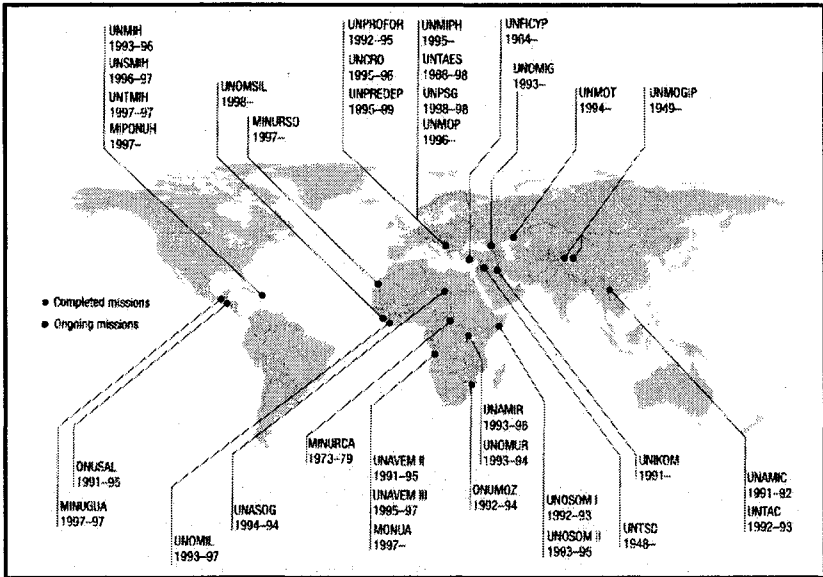 UNMIH
1993–96
UNSMIH
1996–97
UNTMIH
1997–97
MIPONUH
1997–
UNOMSIL
1998–
MINURSO
1997–
UNPROFOR
1992–95
UNCRO
1995–96
UNPREDEP
1995–99
UNMIPH
1995–
UNTAES
1988–98
UNPSG
1998–98
UNMOP
1996–
UNFICYP
1964–
UNOMIG
1993–
UNMOT
1994–
UNMOGIP
1949–
Completed missions
Ongoing missions
ONUSAL
1991–95
MINUGUA
1997–97
UNOMIL
1993–97
UNASOG
1994–94
MINURCA
1973–79
UNAVEM II
1991–95
UNAVEM III
1995–97
MONUA
1997–
UNAMIR
1993–96
UNOMUR
1993–94
ONUMOZ
1992–94
UNOSOM I
1992–93
UNOSOM II
1993–95
UNIKOM
1991–
UNTSO
1948–
UNAMIC
1991–92
UNTAC
1992–93